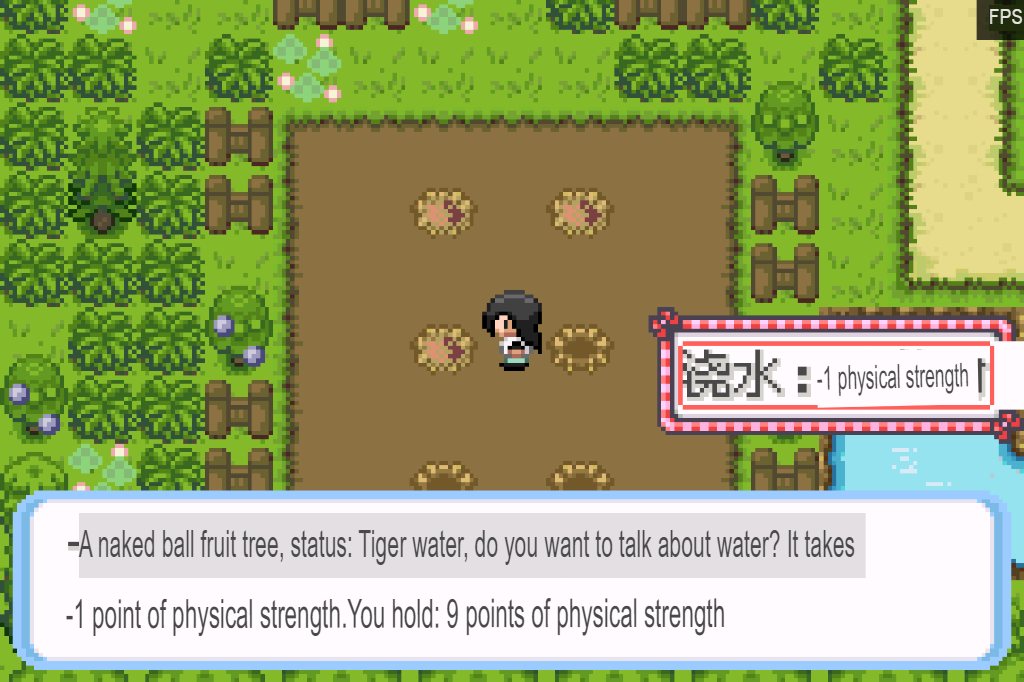 FPS
水：-1 physical strength
-A naked ball fruit tree, status: Tiger water, do you want to talk about water? It takes
-1 point of physical strength.You hold: 9 points of physical strength